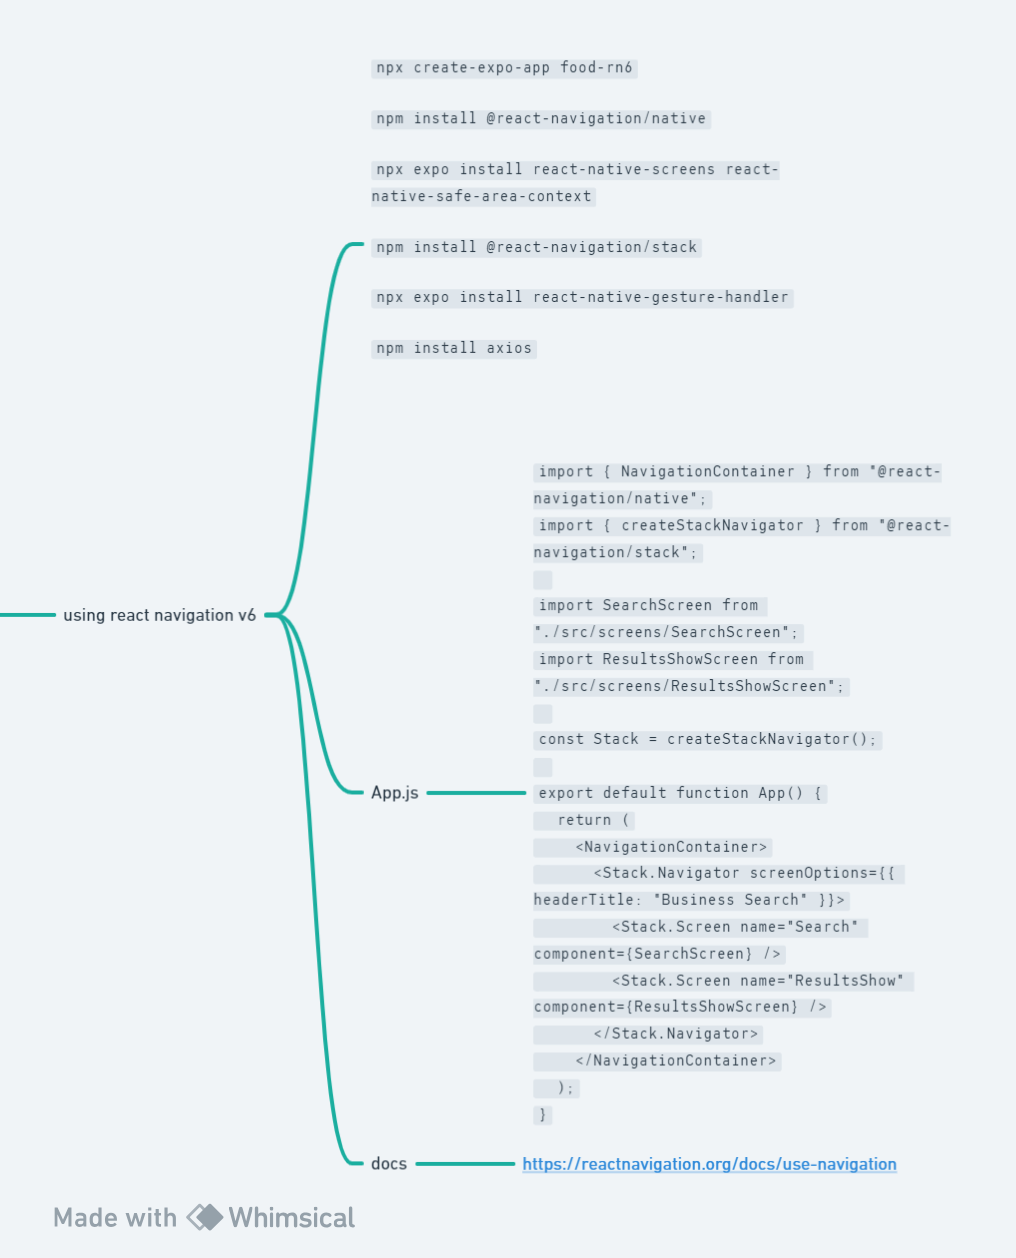 npx create-expo-app food-rn6
npm install @react-navigation/native
npx expo install react-native-screens react-
native-safe-area-context
npm install @react-navigation/stack
npx expo install react-native-gesture-handler
npm install axios
using react navigation v6
App.js
import { NavigationContainer } from "@react-
navigation/native";
import { createStackNavigator } from "@react-
navigation/stack";
import SearchScreen from
"./src/screens/SearchScreen";
import ResultsShowScreen from
"./src/screens/ResultsShowScreen";
const Stack = createStackNavigator();
export default function App() {
  return (
    <NavigationContainer>
      <Stack.Navigator screenOptions={{
headerTitle: "Business Search" }}>
        <Stack.Screen name="Search"
component={SearchScreen} />
        <Stack.Screen name="ResultsShow"
component={ResultsShowScreen} />
      </Stack.Navigator>
    </NavigationContainer>
  );
}
docs
https://reactnavigation.org/docs/use-navigation
Made with Whimsical